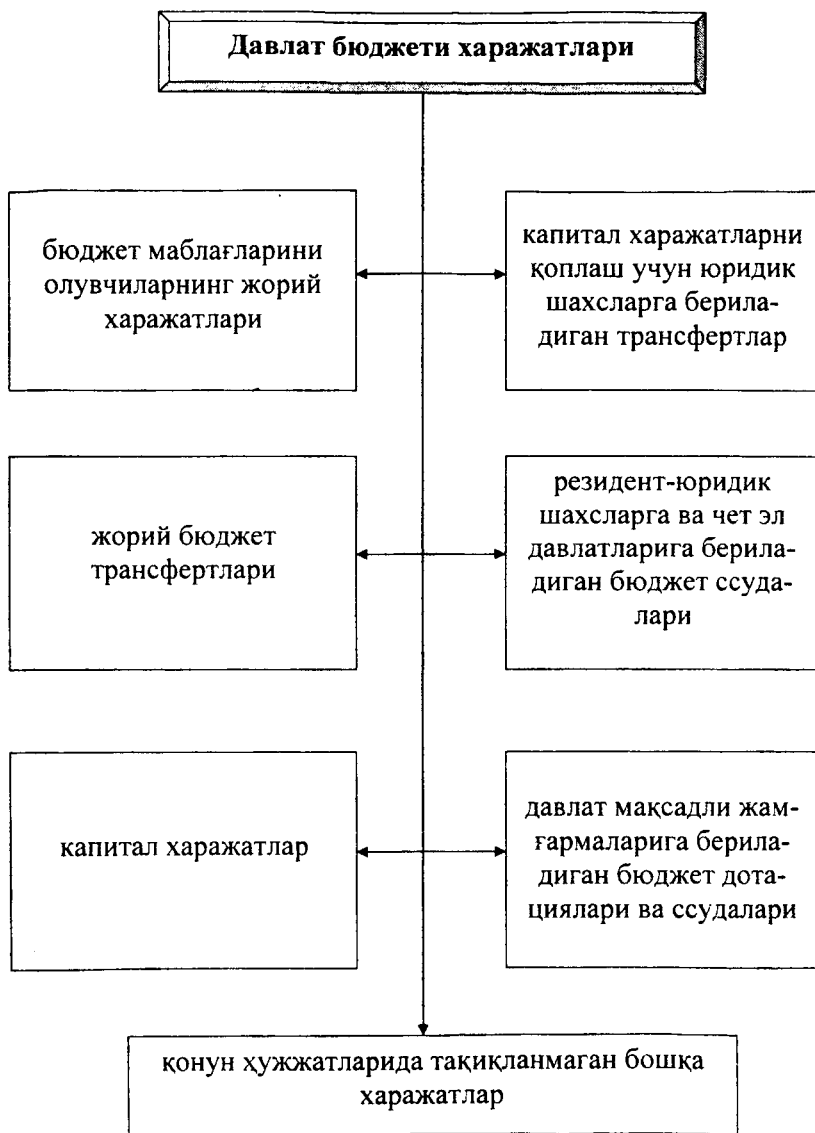 Давлат бюджети харажатлари
бюджет маблағларини
олувчиларнинг жорий
харажатлари
капитал харажатларни
қоплаш учун юридик
шахсларга берила-
диган трансфертлар
жорий бюджет
трансфертлари
резидент-юридик
шахсларга ва чет эл
давлатларига берила-
диган бюджет ссуда-
лари
капитал харажатлар
давлат мақсадли жам-
ғармаларига берила-
диган бюджет дота-
циялари ва ссудалари
қонун ҳужжатларида тақиқланмаган бошқа
харажатлар